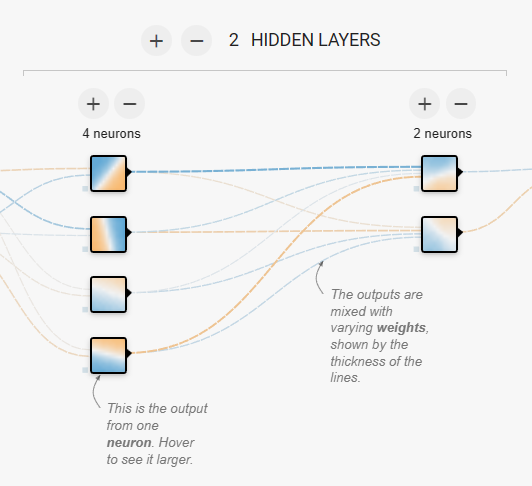 + − 2 HIDDEN LAYERS
+ − + −
4 neurons 2 neurons
The outputs are
mixed with
varying weights,
shown by the
thickness of the
lines.
This is the output
from one
neuron. Hover
to see it larger.